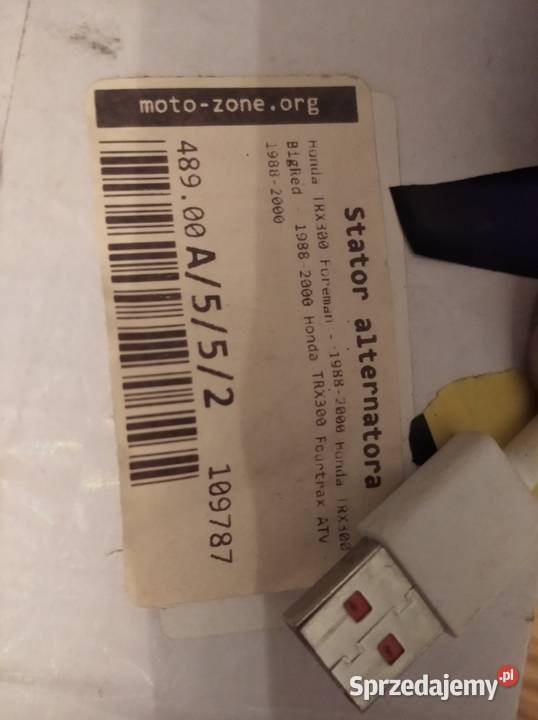 moto-zone.org
Stator alternatora
Honda TRX300 Foreman - 1988-2000 Honda TRX300
BigRed - 1988-2000 Honda TRX300 Fourtrax ATV
1988-2000
489.00 A/5/5/2 109787
Sprzedajemy.pl